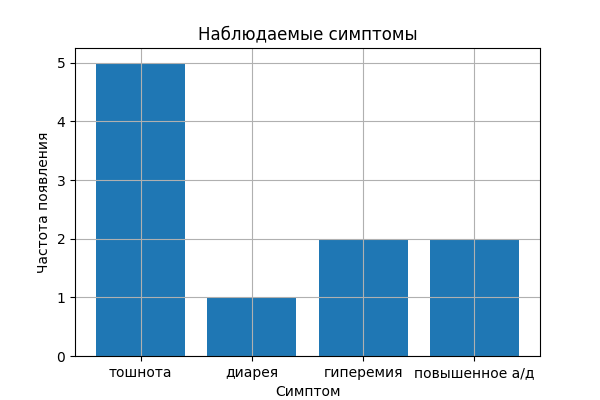 Наблюдаемые симптомы
5
4
3
2
1
0
Частота появления
тошнота диарея гиперемия повышенное а/д
Симптом